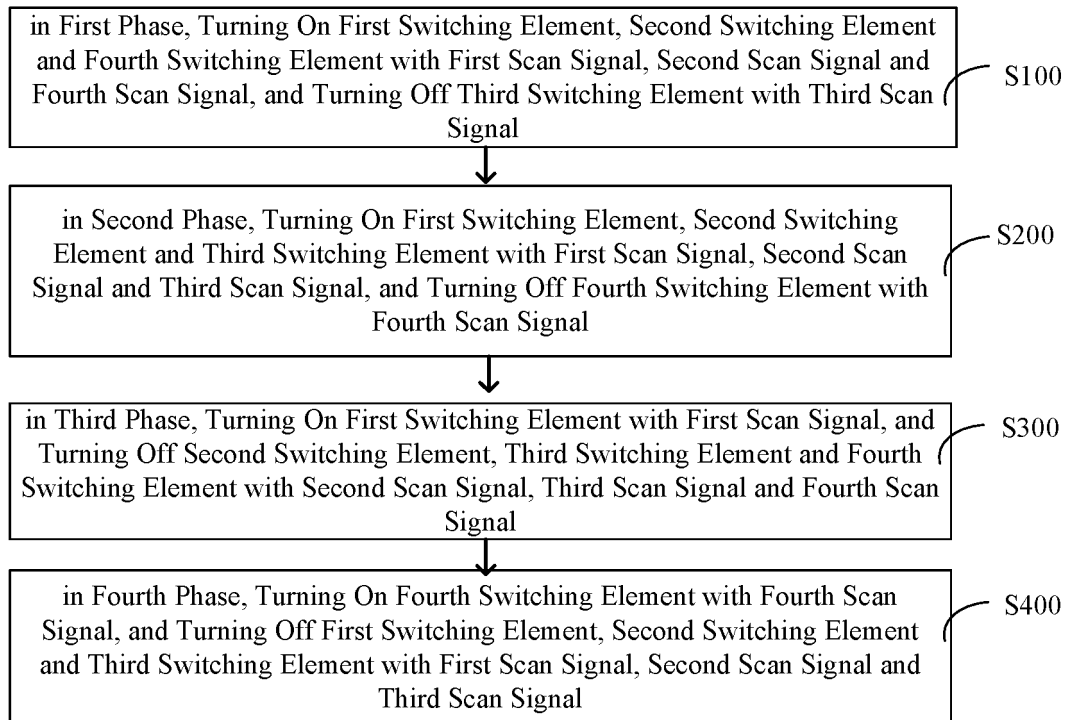 in First Phase, Turning On First Switching Element, Second Switching Element
and Fourth Switching Element with First Scan Signal, Second Scan Signal and
Fourth Scan Signal, and Turning Off Third Switching Element with Third Scan
Signal
S100
in Second Phase, Turning On First Switching Element, Second Switching
Element and Third Switching Element with First Scan Signal, Second Scan
Signal and Third Scan Signal, and Turning Off Fourth Switching Element with
Fourth Scan Signal
S200
in Third Phase, Turning On First Switching Element with First Scan Signal, and
Turning Off Second Switching Element, Third Switching Element and Fourth
Switching Element with Second Scan Signal, Third Scan Signal and Fourth Scan
Signal
S300
in Fourth Phase, Turning On Fourth Switching Element with Fourth Scan
Signal, and Turning Off First Switching Element, Second Switching Element
and Third Switching Element with First Scan Signal, Second Scan Signal and
Third Scan Signal
S400